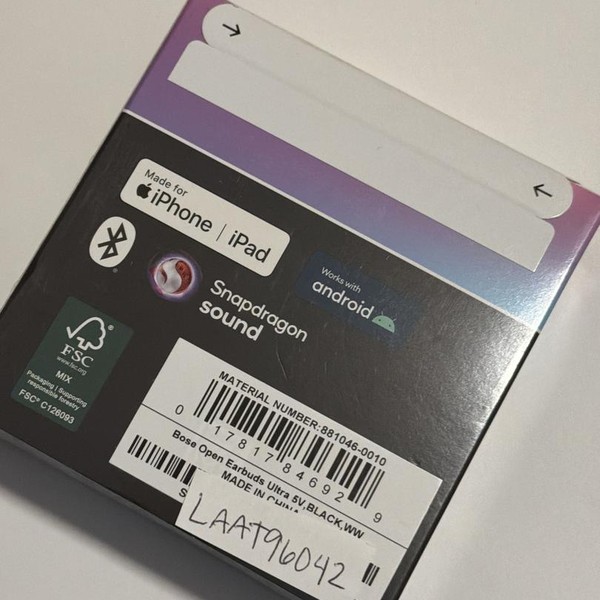 →
←
Made for
iPhone | iPad
Works with
android
Snapdragon
sound
FSC®
www.fsc.org
MIX
Packaging | Supporting
responsible forestry
FSC® C126093
MATERIAL NUMBER:881046-0010
0 17817 84692 9
Bose Open Earbuds Ultra 5V,BLACK,WW
MADE IN CHINA
S
LAAT96042